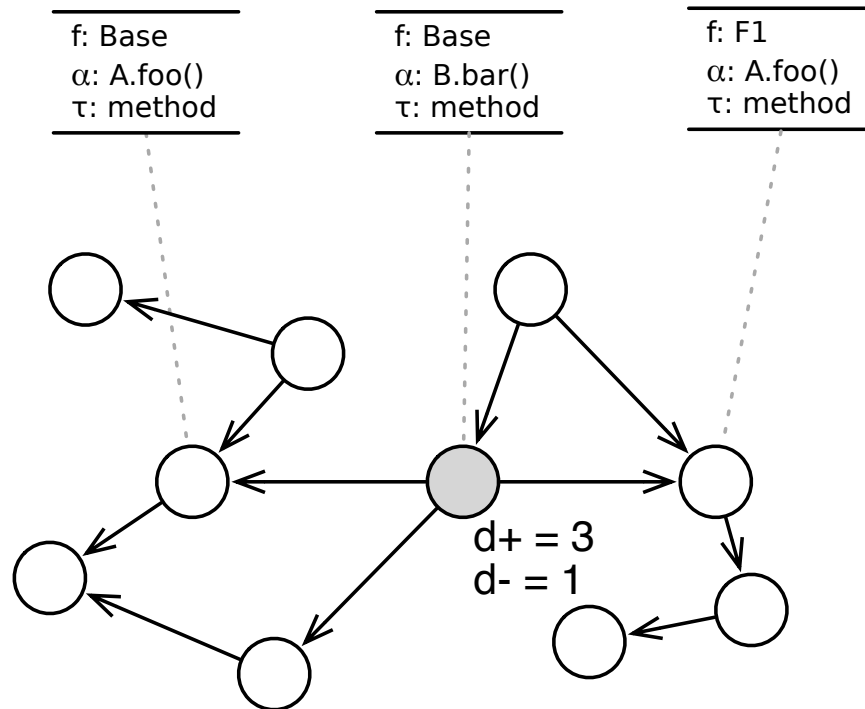 f: Base
α: A.foo()
τ: method
f: Base
α: B.bar()
τ: method
f: F1
α: A.foo()
τ: method
d+ = 3
d- = 1